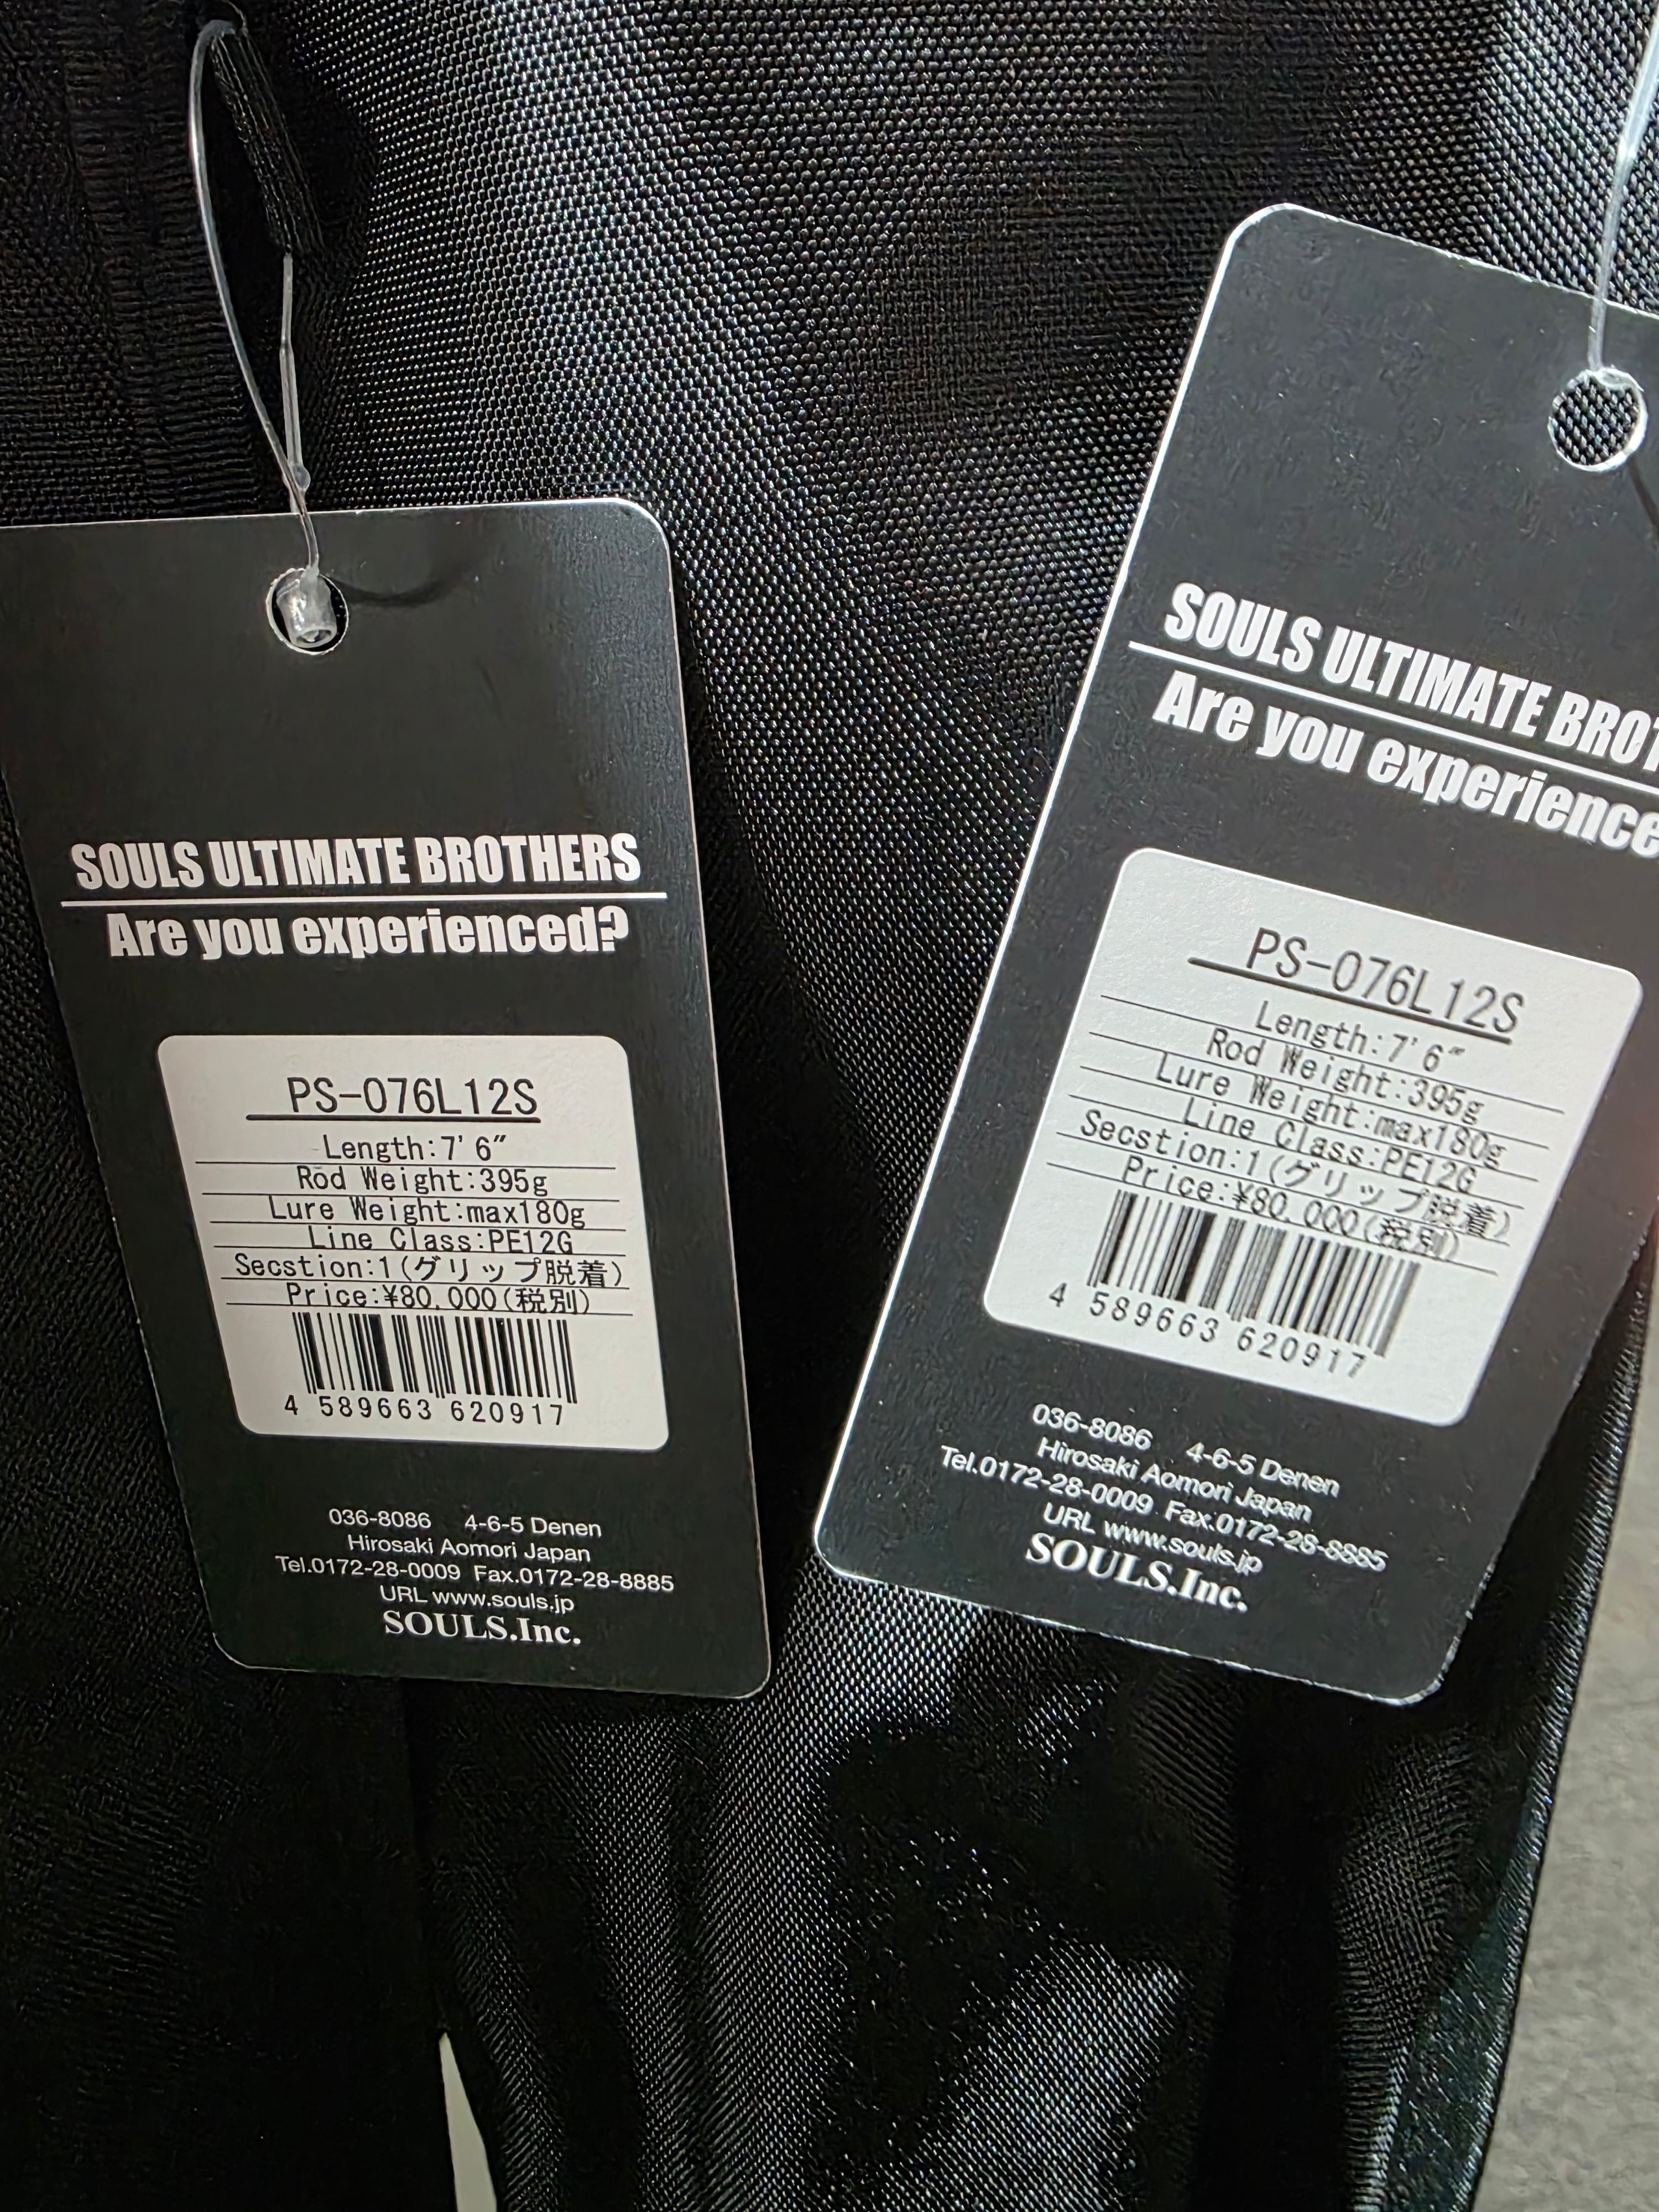 SOULS ULTIMATE BROTHERS
Are you experienced?
PS-076L12S
Length:7'6″
Rod Weight:395g
Lure Weight:max180g
Line Class:PE12G
Secstion:1(グリップ脱着)
Price:¥80,000(税別)
4 589663 620917
036-8086 4-6-5 Denen
Hirosaki Aomori Japan
Tel.0172-28-0009 Fax.0172-28-8885
URL www.souls.jp
SOULS.Inc.
SOULS ULTIMATE BROT
Are you experience
PS-076L12S
Length:7'6″
Rod Weight:395g
Lure Weight:max180g
Line Class:PE12G
Secstion:1(グリップ脱着)
Price:¥80,000(税別)
4 589663 620917
036-8086 4-6-5 Denen
Hirosaki Aomori Japan
Tel.0172-28-0009 Fax.0172-28-8885
URL www.souls.jp
SOULS.Inc.